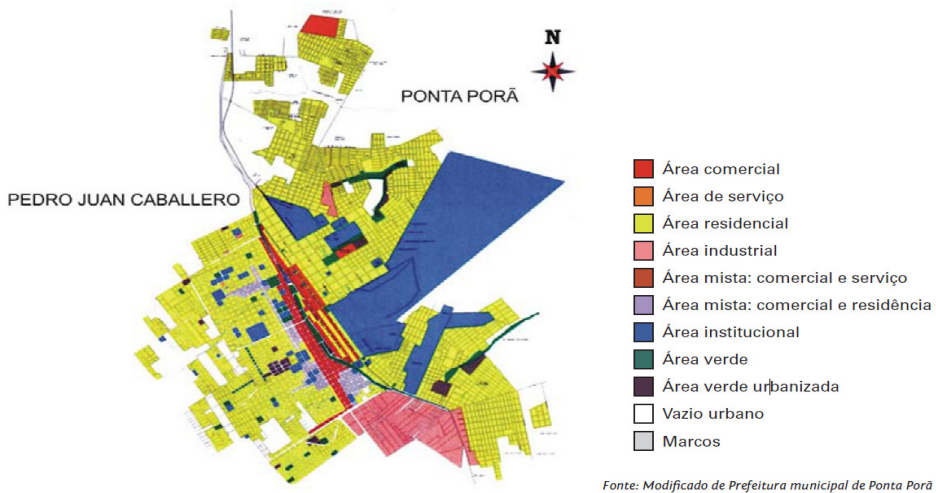 N
PONTA PORÃ
PEDRO JUAN CABALLERO
Área comercial
Área de serviço
Área residencial
Área industrial
Área mista: comercial e serviço
Área mista: comercial e residência
Área institucional
Área verde
Área verde urbanizada
Vazio urbano
Marcos
Fonte: Modificado de Prefeitura municipal de Ponta Porã